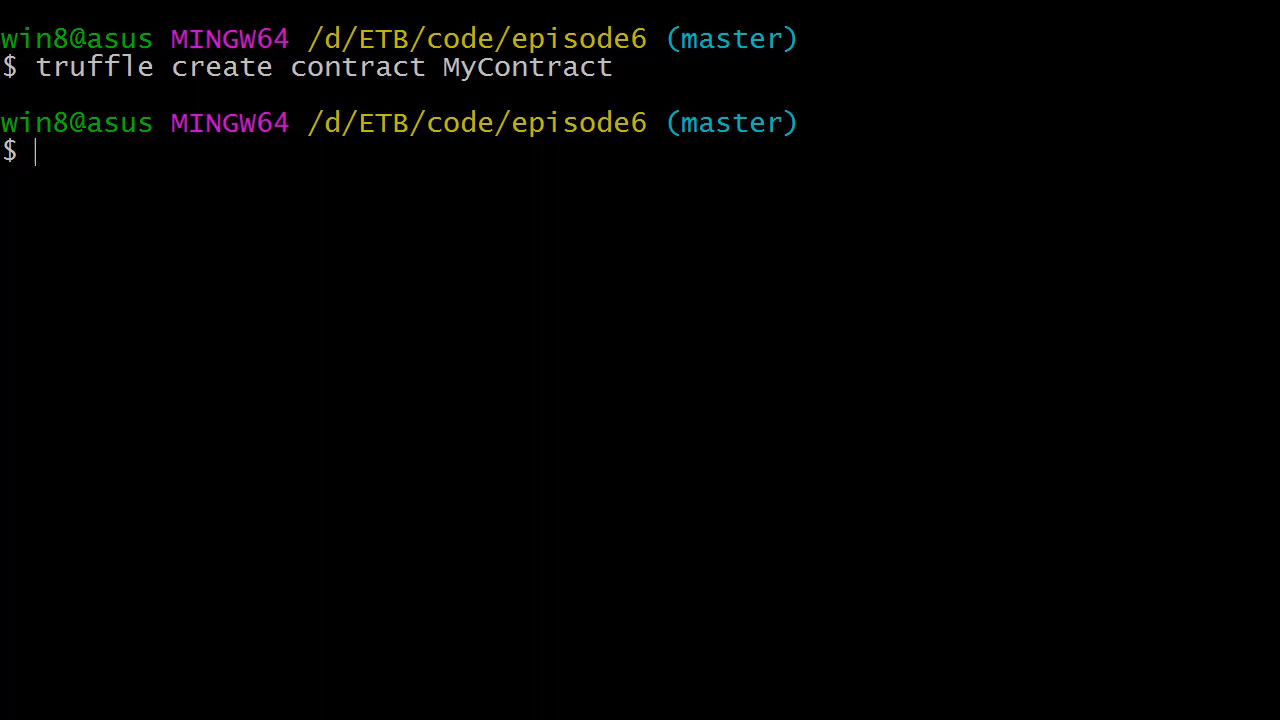 win8@asus MINGW64 /d/ETB/code/episode6 (master)
$ truffle create contract MyContract
win8@asus MINGW64 /d/ETB/code/episode6 (master)
$